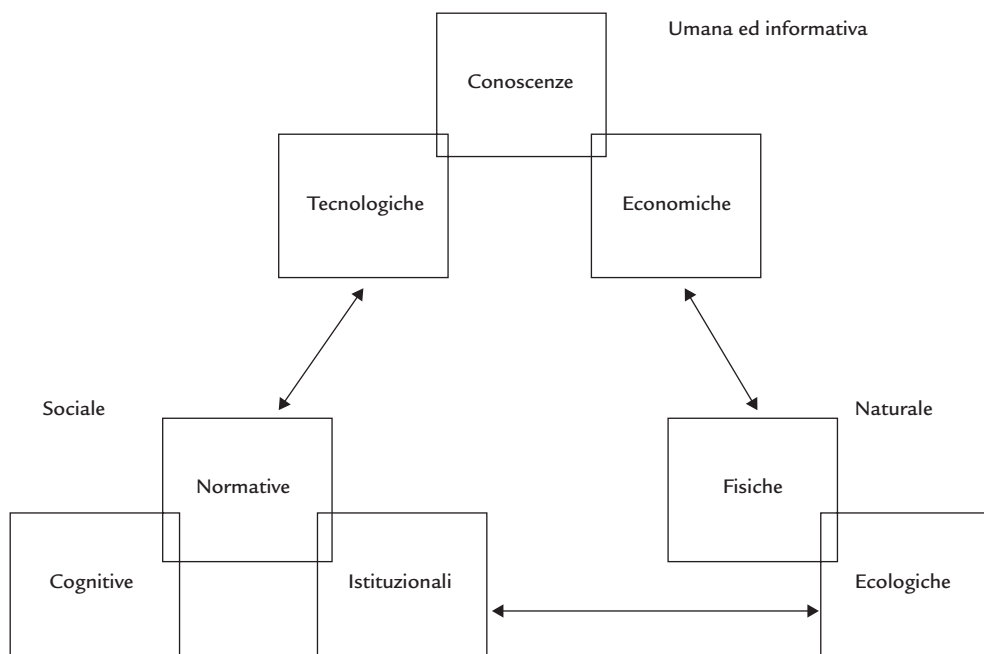 Umana ed informativa
Conoscenze
Tecnologiche
Economiche
Sociale
Naturale
Normative
Fisiche
Cognitive
Istituzionali
Ecologiche